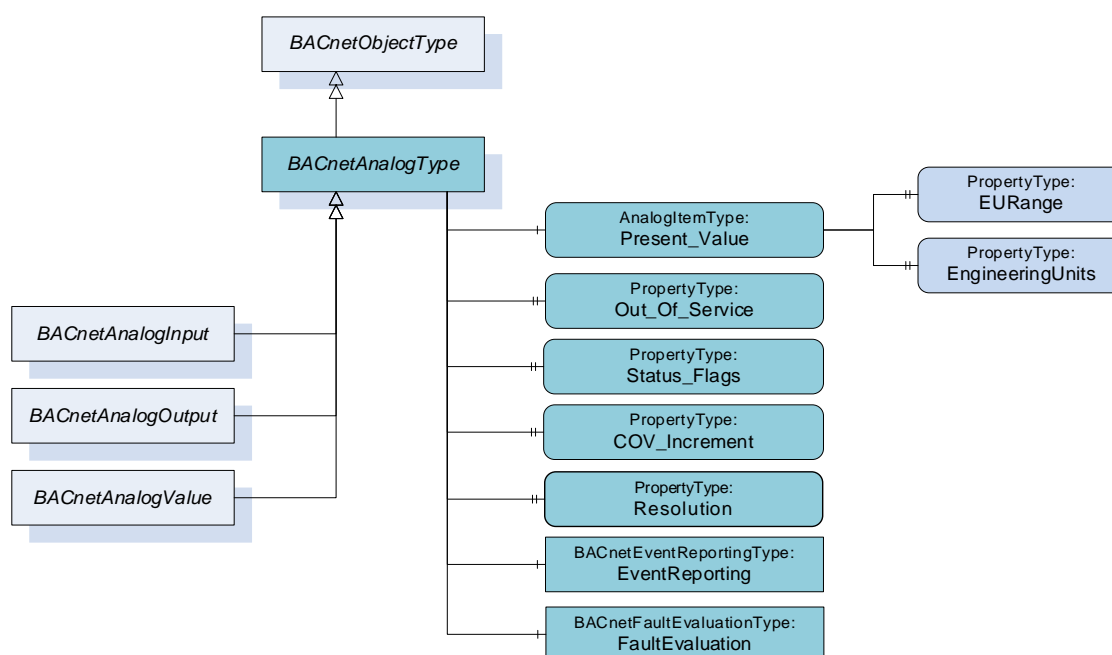 BACnetObjectType
BACnetAnalogType
PropertyType:
EURange
AnalogItemType:
Present_Value
PropertyType:
EngineeringUnits
PropertyType:
Out_Of_Service
BACnetAnalogInput
PropertyType:
Status_Flags
BACnetAnalogOutput
PropertyType:
COV_Increment
BACnetAnalogValue
PropertyType:
Resolution
BACnetEventReportingType:
EventReporting
BACnetFaultEvaluationType:
FaultEvaluation